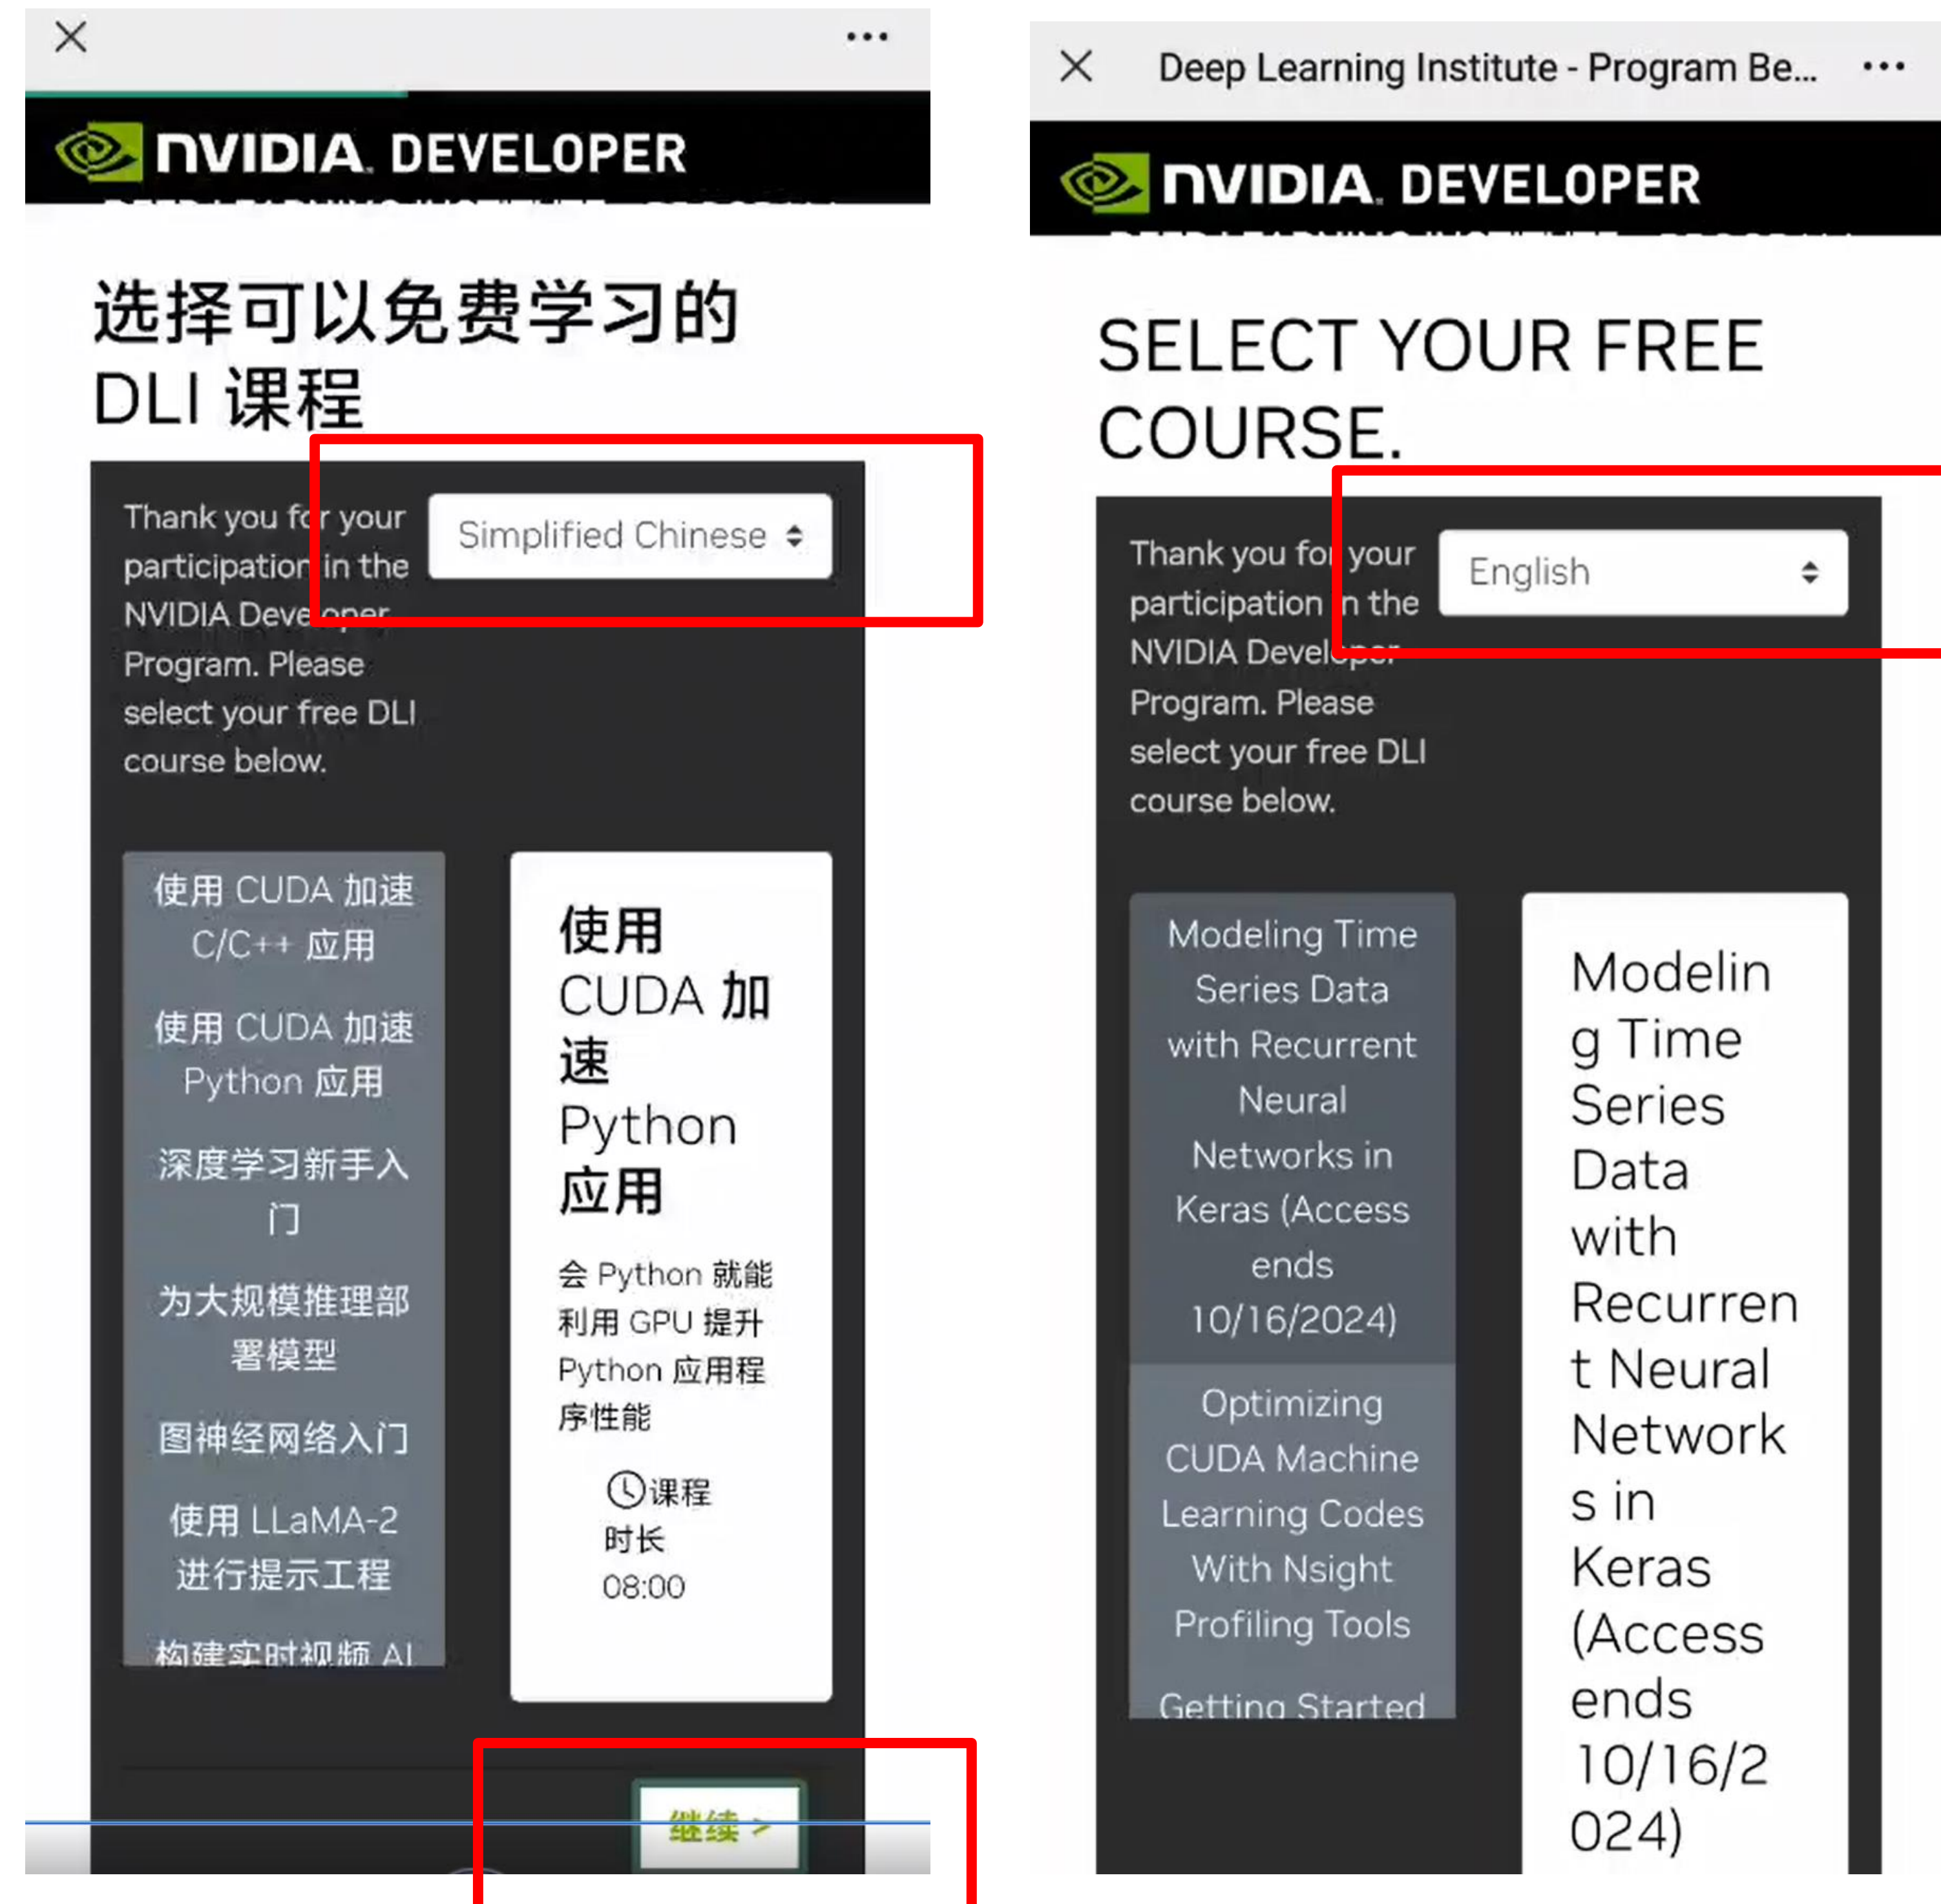 NVIDIA. DEVELOPER
选择可以免费学习的
DLI 课程
Thank you for your
participation in the
NVIDIA Developer
Program. Please
select your free DLI
course below.
Simplified Chinese
使用 CUDA 加速
C/C++ 应用
使用 CUDA 加速
Python 应用
深度学习新手入
门
为大规模推理部
署模型
图神经网络入门
使用 LLaMA-2
进行提示工程
构建实时视频 AI
使用
CUDA 加
速
Python
应用
会 Python 就能
利用 GPU 提升
Python 应用程
序性能
课程
时长
08:00
继续 >
Deep Learning Institute - Program Be...
NVIDIA. DEVELOPER
SELECT YOUR FREE
COURSE.
Thank you for your
participation in the
NVIDIA Developer
Program. Please
select your free DLI
course below.
English
Modeling Time
Series Data
with Recurrent
Neural
Networks in
Keras (Access
ends
10/16/2024)
Optimizing
CUDA Machine
Learning Codes
With Nsight
Profiling Tools
Getting Started
Modelin
g Time
Series
Data
with
Recurren
t Neural
Network
s in
Keras
(Access
ends
10/16/2
024)